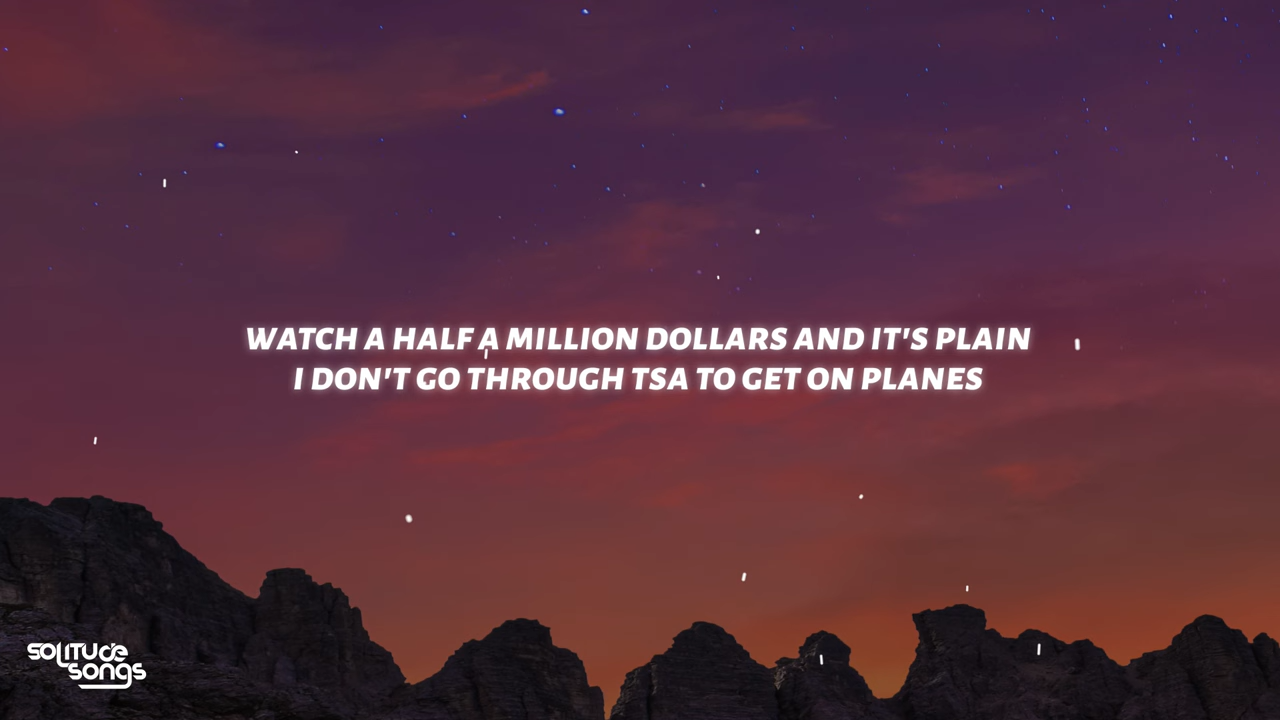 WATCH A HALF A MILLION DOLLARS AND IT'S PLAIN
I DON'T GO THROUGH TSA TO GET ON PLANES
SOLITUDE
SONGS